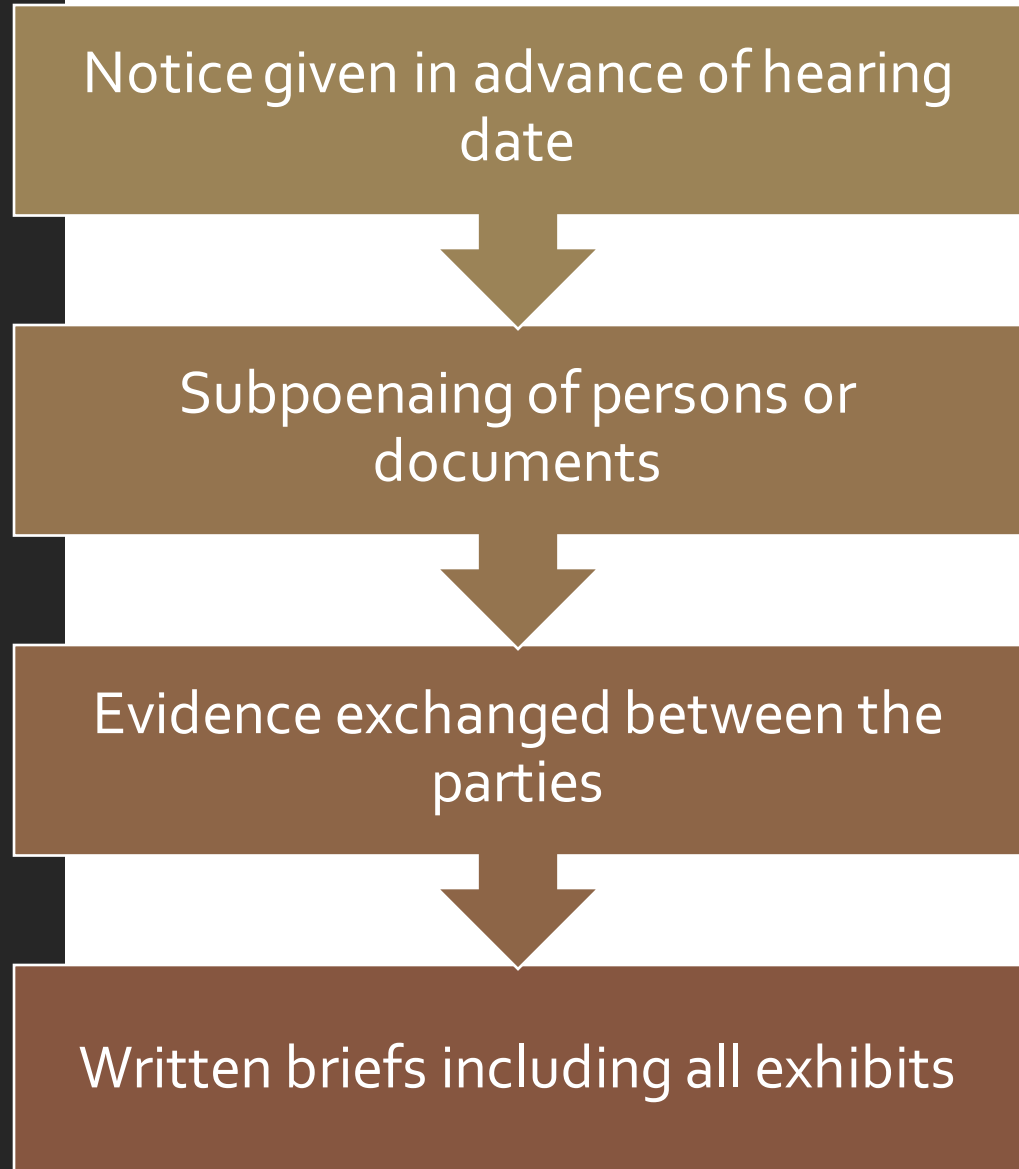 Notice given in advance of hearing
date
Subpoenaing of persons or
documents
Evidence exchanged between the
parties
Written briefs including all exhibits